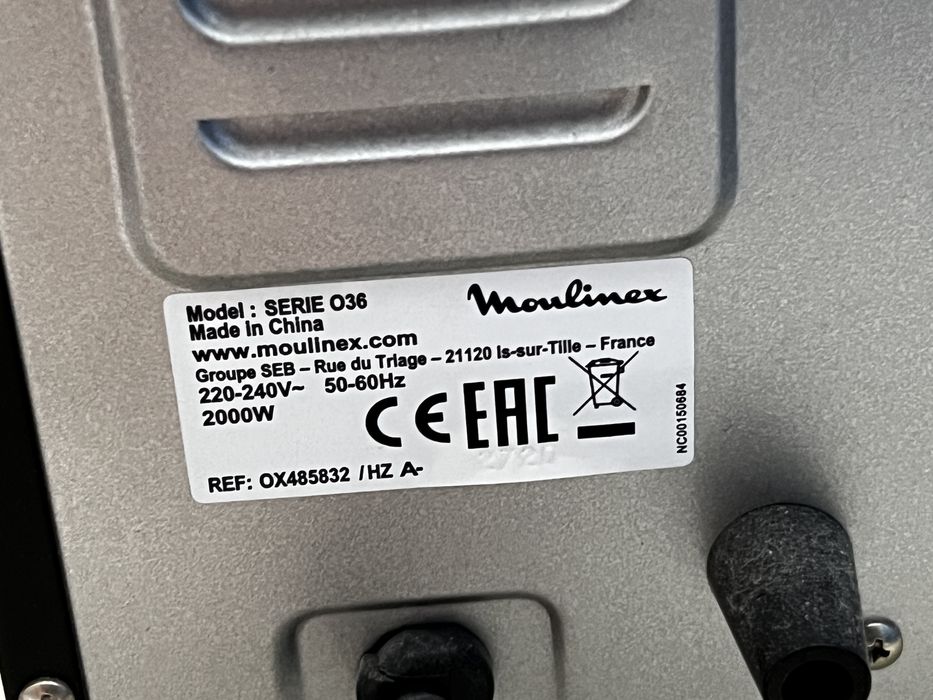 Model : SERIE O36
Moulinex
Made in China
www.moulinex.com
Groupe SEB – Rue du Triage – 21120 Is-sur-Tille – France
220-240V~ 50-60Hz
2000W
CE EAC
NC00150684
2720
REF: OX485832 /HZ A-